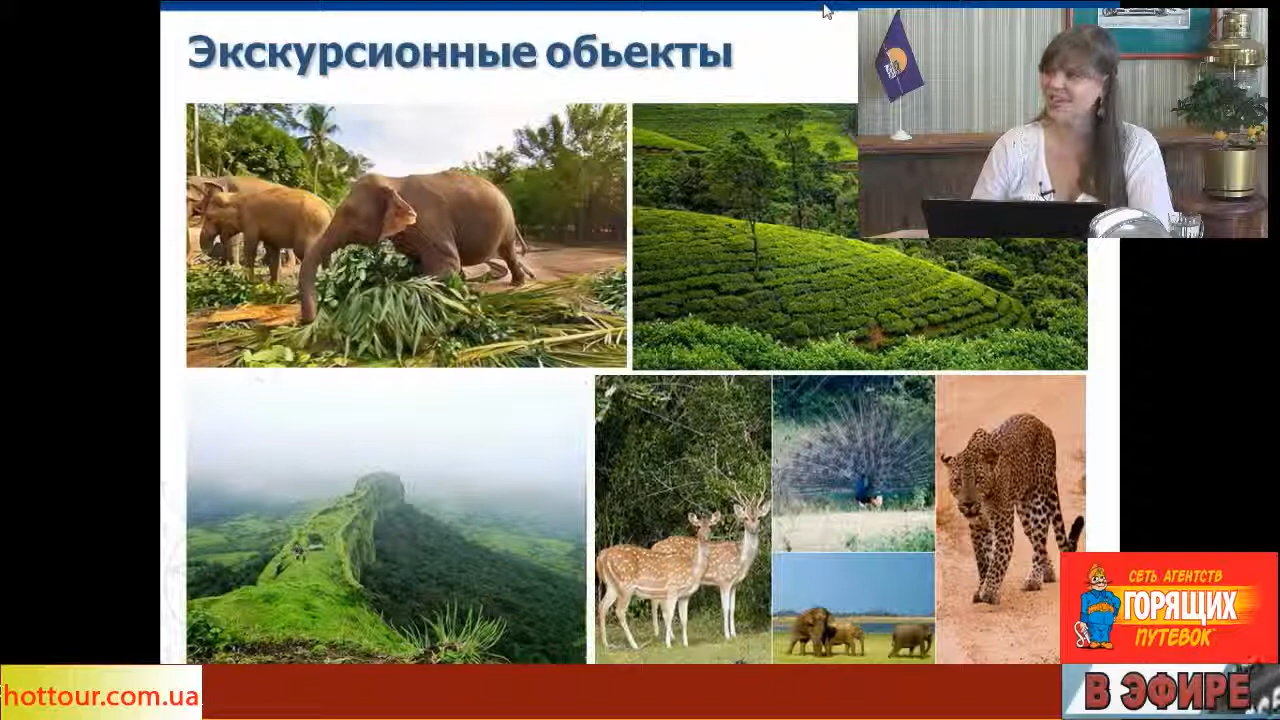 Экскурсионные обьекты
СЕТЬ АГЕНТСТВ
ГОРЯЩИХ
ПУТЕВОК
hottour.com.ua
В ЭФИРЕ